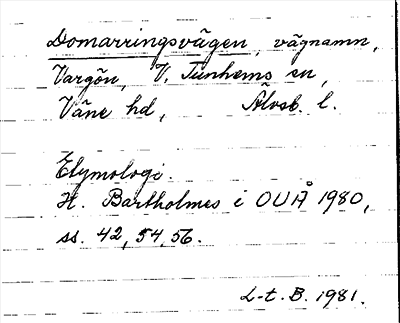 Domarringsvägen, vägnamn,
Vargön, V. Tunhems sn,
Väne hd, Älvsb. l.
Etymologi.
H. Bartholmes i OUÅ 1980,
ss. 42, 54, 56.
L-t. B. 1981.